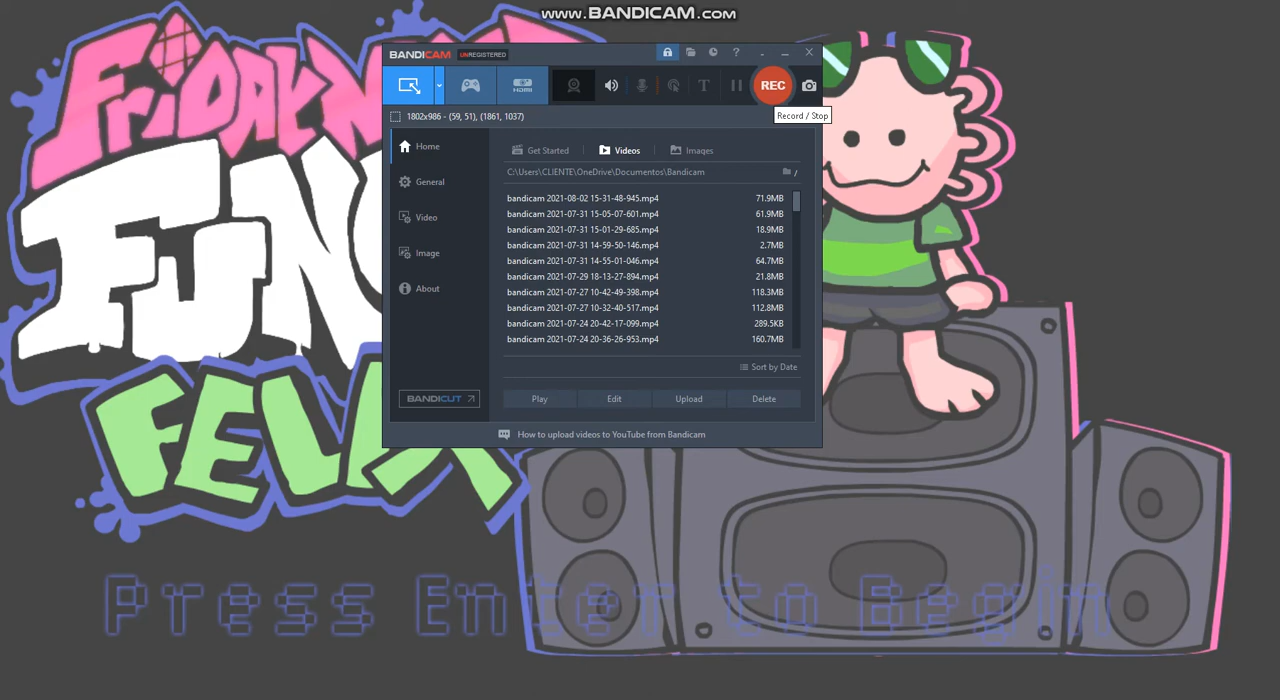 www.BANDICAM.com
BANDICAM UNREGISTERED
HDMI
REC
Record / Stop
1802x986 - (59, 51), (1861, 1037)
Home
General
Video
Image
About
BANDICUT
Get Started
Videos
Images
C:\Users\CLIENTE\OneDrive\Documentos\Bandicam
bandicam 2021-08-02 15-31-48-945.mp4 71.9MB
bandicam 2021-07-31 15-05-07-601.mp4 61.9MB
bandicam 2021-07-31 15-01-29-685.mp4 18.9MB
bandicam 2021-07-31 14-59-50-146.mp4 2.7MB
bandicam 2021-07-31 14-55-01-046.mp4 64.7MB
bandicam 2021-07-29 18-13-27-894.mp4 21.8MB
bandicam 2021-07-27 10-42-49-398.mp4 118.3MB
bandicam 2021-07-27 10-32-40-517.mp4 112.8MB
bandicam 2021-07-24 20-42-17-099.mp4 289.5KB
bandicam 2021-07-24 20-36-26-953.mp4 160.7MB
Sort by Date
Play Edit Upload Delete
How to upload videos to YouTube from Bandicam
Press Enter to Begin